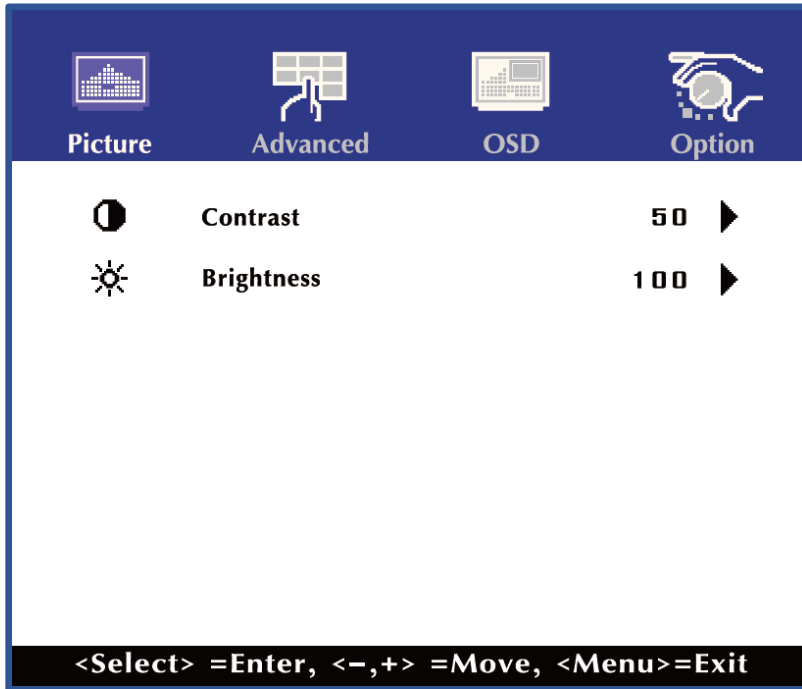 Picture Advanced OSD Option
Contrast 50
Brightness 100
<Select> =Enter, <−,+> =Move, <Menu>=Exit